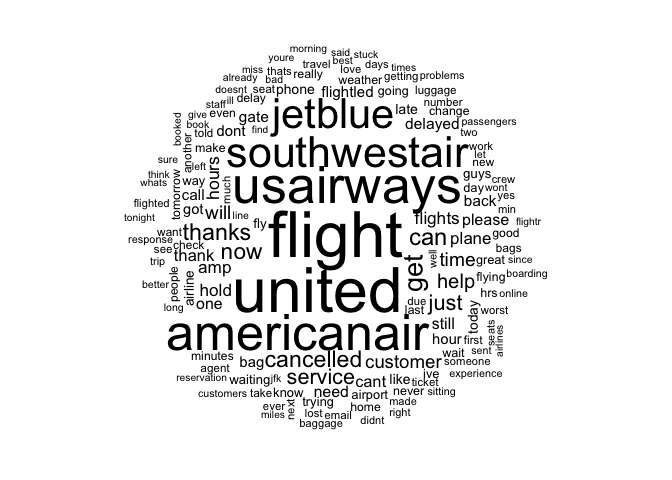 morning said stuck
youre travel best days times
miss thats really love getting problems
already bad weather
doesnt seat phone flightled going luggage
staff ill delay jetblue late number
give even gate change
booked book told dont find delayed passengers
another make southwestair two
sure left hours work
let
new
think way much usairways guys crew
whats tomorrow call day wont
flighted got will line back yes
tonight fly flight flights please min flightr
want thanks can plane good
response check now get well bags
see thank time great since
trip people airline amp united help flying boarding
better hold hrs online
long one due just today worst
last
americanair still seats airlines
hour first
minutes bag cancelled customer wait sent
agent service ive someone
reservation waiting jfk cant like ticket experience
customers take know need airport never sitting
ever next trying home made
miles lost email right
baggage didnt